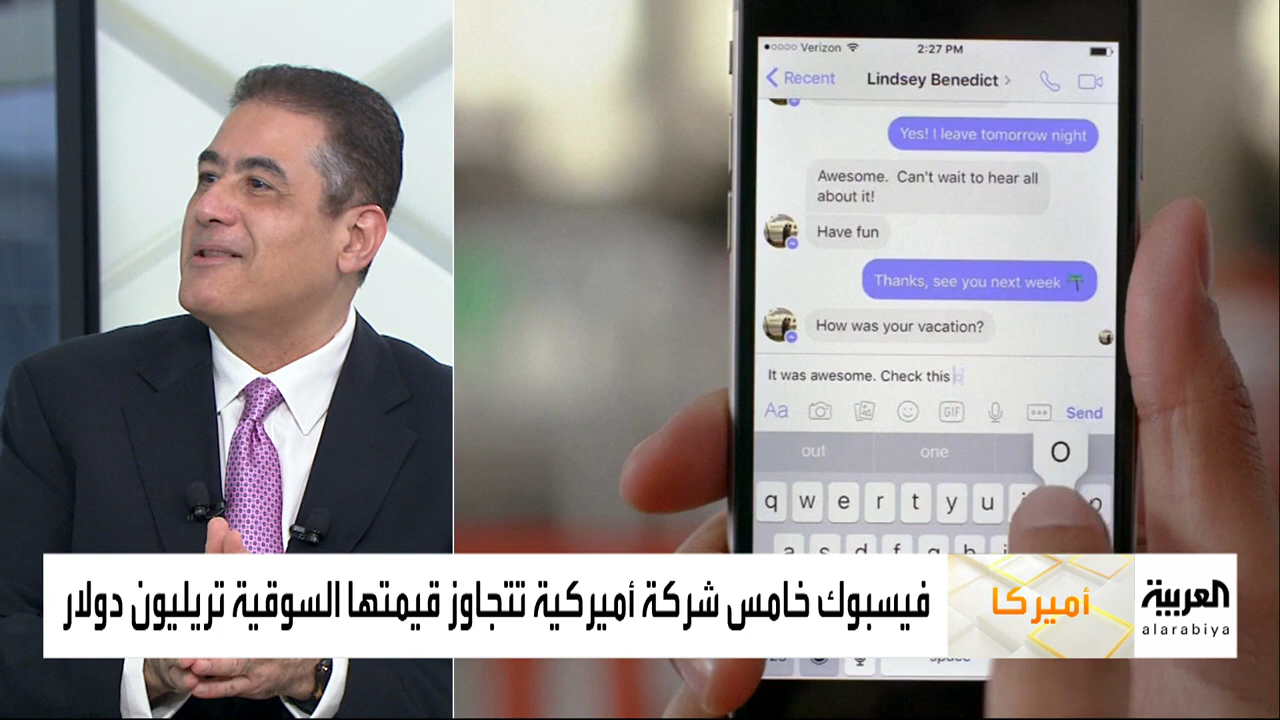 Verizon
2:27 PM
Recent
Lindsey Benedict
Yes! I leave tomorrow night
Awesome. Can't wait to hear all
about it!
Have fun
Thanks, see you next week
How was your vacation?
It was awesome. Check this
Aa
GIF
Send
out
one
O
q w e r t y u i p
a s d f g h
space
فيسبوك خامس شركة أميركية تتجاوز قيمتها السوقية تريليون دولار
أميركا
العربية
alarabiya